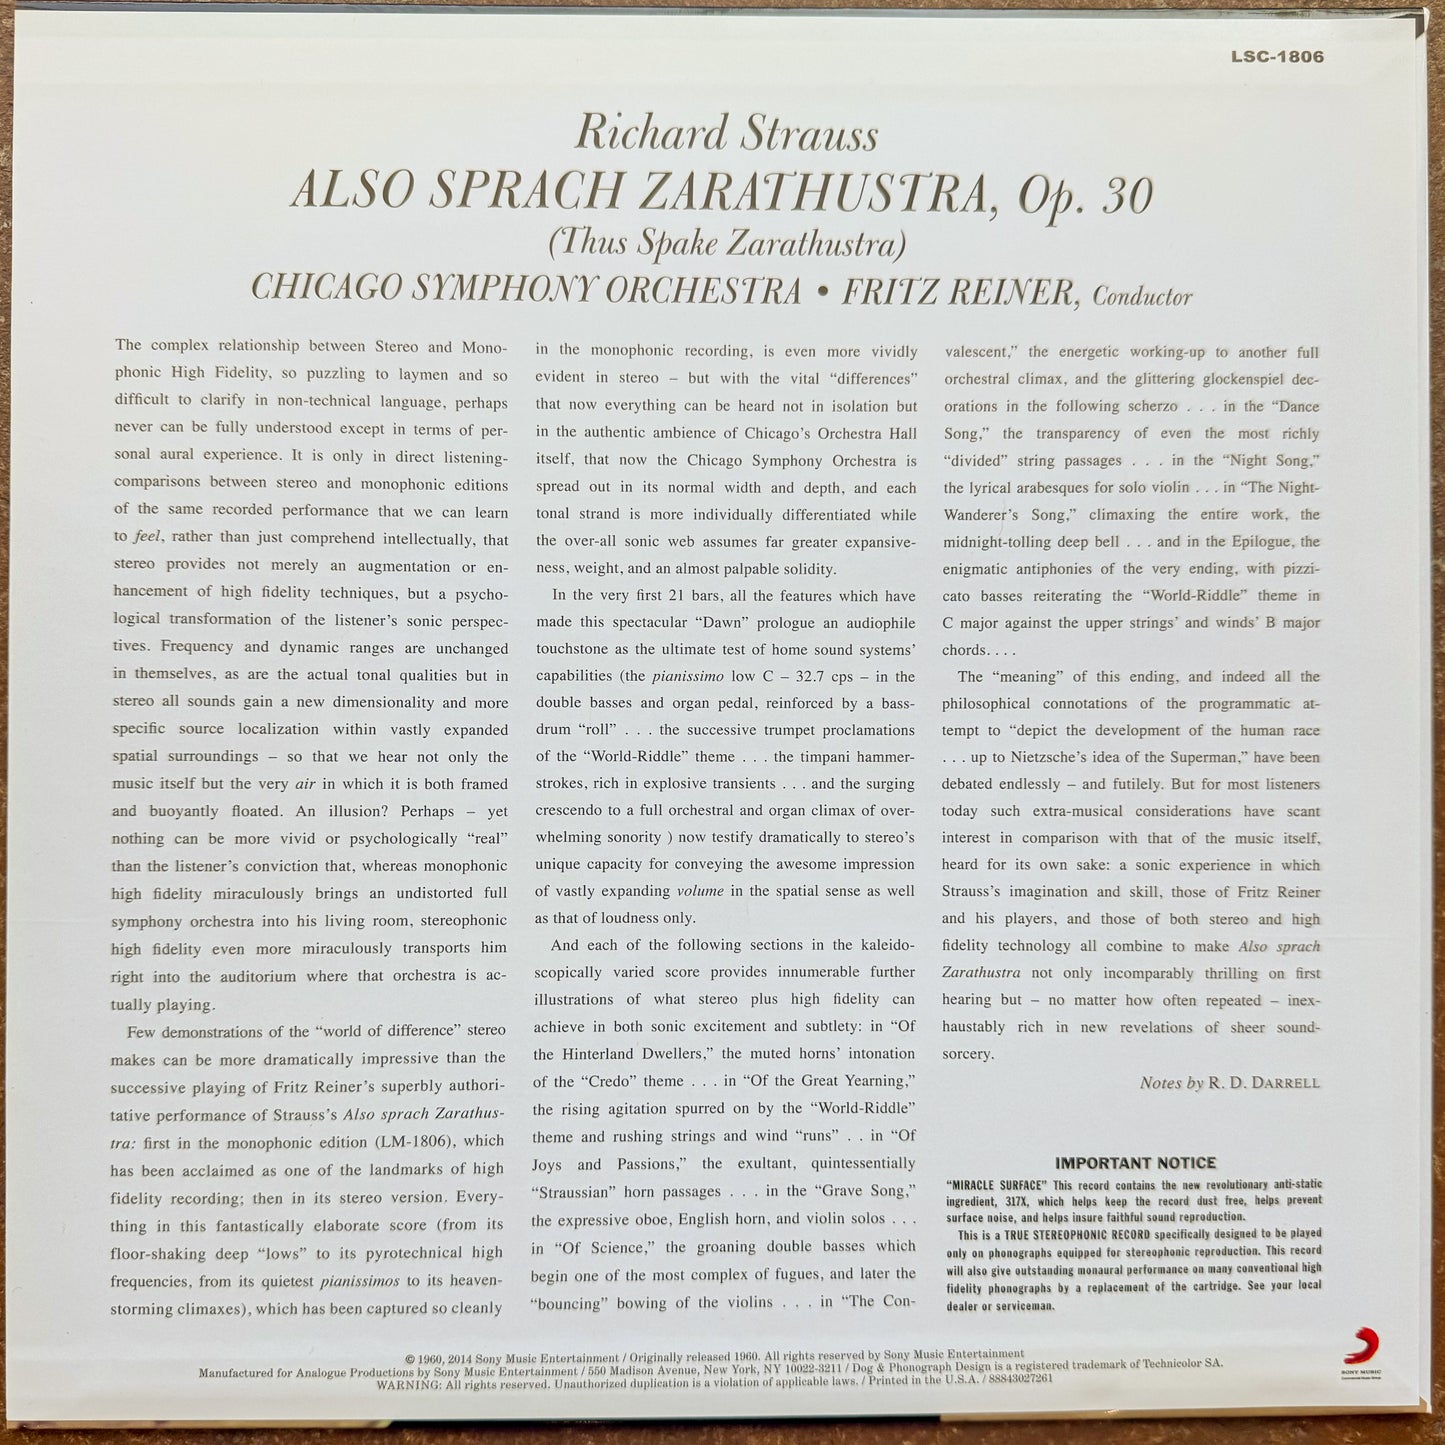 LSC-1806
Richard Strauss
ALSO SPRACH ZARATHUSTRA, Op. 30
(Thus Spake Zarathustra)
CHICAGO SYMPHONY ORCHESTRA • FRITZ REINER, Conductor
The complex relationship between Stereo and Mono-
phonic High Fidelity, so puzzling to laymen and so
difficult to clarify in non-technical language, perhaps
never can be fully understood except in terms of per-
sonal aural experience. It is only in direct listening-
comparisons between stereo and monophonic editions
of the same recorded performance that we can learn
to feel, rather than just comprehend intellectually, that
stereo provides not merely an augmentation or en-
hancement of high fidelity techniques, but a psycho-
logical transformation of the listener's sonic perspec-
tives. Frequency and dynamic ranges are unchanged
in themselves, as are the actual tonal qualities but in
stereo all sounds gain a new dimensionality and more
specific source localization within vastly expanded
spatial surroundings – so that we hear not only the
music itself but the very air in which it is both framed
and buoyantly floated. An illusion? Perhaps – yet
nothing can be more vivid or psychologically “real”
than the listener's conviction that, whereas monophonic
high fidelity miraculously brings an undistorted full
symphony orchestra into his living room, stereophonic
high fidelity even more miraculously transports him
right into the auditorium where that orchestra is ac-
tually playing.
Few demonstrations of the “world of difference” stereo
makes can be more dramatically impressive than the
successive playing of Fritz Reiner's superbly authori-
tative performance of Strauss's Also sprach Zarathus-
tra: first in the monophonic edition (LM-1806), which
has been acclaimed as one of the landmarks of high
fidelity recording; then in its stereo version. Every-
thing in this fantastically elaborate score (from its
floor-shaking deep “lows” to its pyrotechnical high
frequencies, from its quietest pianissimos to its heaven-
storming climaxes), which has been captured so cleanly
in the monophonic recording, is even more vividly
evident in stereo – but with the vital “differences”
that now everything can be heard not in isolation but
in the authentic ambience of Chicago's Orchestra Hall
itself, that now the Chicago Symphony Orchestra is
spread out in its normal width and depth, and each
tonal strand is more individually differentiated while
the over-all sonic web assumes far greater expansive-
ness, weight, and an almost palpable solidity.
In the very first 21 bars, all the features which have
made this spectacular “Dawn” prologue an audiophile
touchstone as the ultimate test of home sound systems'
capabilities (the pianissimo low C – 32.7 cps – in the
double basses and organ pedal, reinforced by a bass-
drum “roll” . . . the successive trumpet proclamations
of the “World-Riddle” theme . . . the timpani hammer-
strokes, rich in explosive transients . . . and the surging
crescendo to a full orchestral and organ climax of over-
whelming sonority ) now testify dramatically to stereo's
unique capacity for conveying the awesome impression
of vastly expanding volume in the spatial sense as well
as that of loudness only.
And each of the following sections in the kaleido-
scopically varied score provides innumerable further
illustrations of what stereo plus high fidelity can
achieve in both sonic excitement and subtlety: in “Of
the Hinterland Dwellers,” the muted horns' intonation
of the “Credo” theme . . . in “Of the Great Yearning,”
the rising agitation spurred on by the “World-Riddle”
theme and rushing strings and wind “runs” . . in “Of
Joys and Passions,” the exultant, quintessentially
“Straussian” horn passages . . . in the “Grave Song,”
the expressive oboe, English horn, and violin solos . . .
in “Of Science,” the groaning double basses which
begin one of the most complex of fugues, and later the
“bouncing” bowing of the violins . . . in “The Con-
valescent,” the energetic working-up to another full
orchestral climax, and the glittering glockenspiel dec-
orations in the following scherzo . . . in the “Dance
Song,” the transparency of even the most richly
“divided” string passages . . . in the “Night Song,”
the lyrical arabesques for solo violin . . . in “The Night-
Wanderer's Song,” climaxing the entire work, the
midnight-tolling deep bell . . . and in the Epilogue, the
enigmatic antiphonies of the very ending, with pizzi-
cato basses reiterating the “World-Riddle” theme in
C major against the upper strings' and winds' B major
chords. . . .
The “meaning” of this ending, and indeed all the
philosophical connotations of the programmatic at-
tempt to “depict the development of the human race
. . . up to Nietzsche's idea of the Superman,” have been
debated endlessly – and futilely. But for most listeners
today such extra-musical considerations have scant
interest in comparison with that of the music itself,
heard for its own sake: a sonic experience in which
Strauss's imagination and skill, those of Fritz Reiner
and his players, and those of both stereo and high
fidelity technology all combine to make Also sprach
Zarathustra not only incomparably thrilling on first
hearing but – no matter how often repeated – inex-
haustably rich in new revelations of sheer sound-
sorcery.
Notes by R. D. DARRELL
IMPORTANT NOTICE
“MIRACLE SURFACE” This record contains the new revolutionary anti-static
ingredient, 317X, which helps keep the record dust free, helps prevent
surface noise, and helps insure faithful sound reproduction.
This is a TRUE STEREOPHONIC RECORD specifically designed to be played
only on phonographs equipped for stereophonic reproduction. This record
will also give outstanding monaural performance on many conventional high
fidelity phonographs by a replacement of the cartridge. See your local
dealer or serviceman.
© 1960, 2014 Sony Music Entertainment / Originally released 1960. All rights reserved by Sony Music Entertainment
Manufactured for Analogue Productions by Sony Music Entertainment / 550 Madison Avenue, New York, NY 10022-3211 / Dog & Phonograph Design is a registered trademark of Technicolor SA.
WARNING: All rights reserved. Unauthorized duplication is a violation of applicable laws. / Printed in the U.S.A. / 88843027261
SONY MUSIC
Commercial Music Group